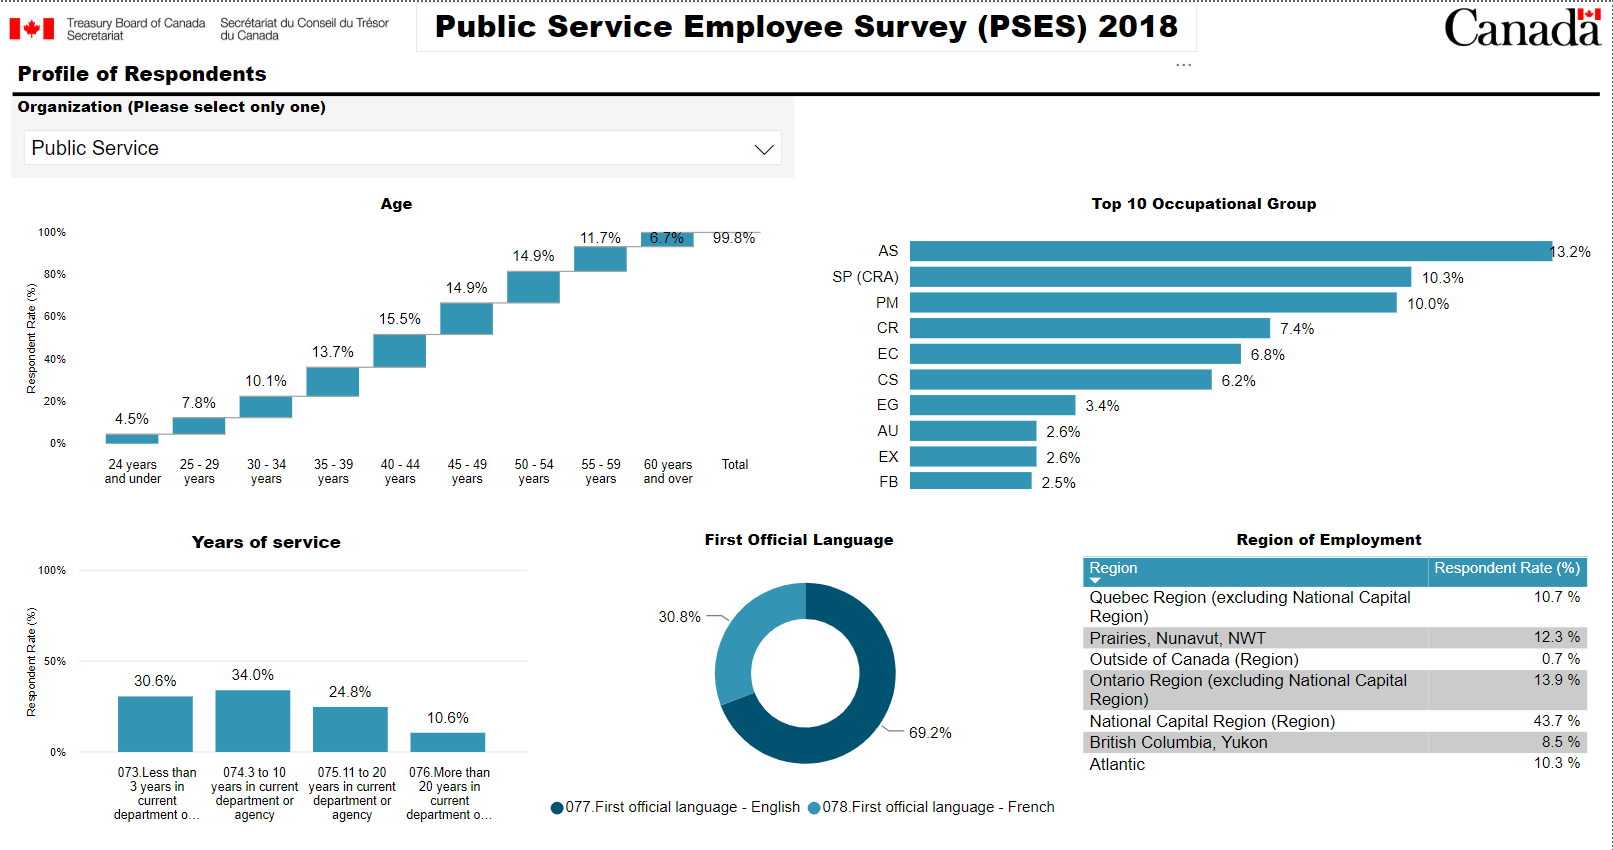 Treasury Board of Canada
Secretariat
Secrétariat du Conseil du Trésor
du Canada
Public Service Employee Survey (PSES) 2018
Canada
...
Profile of Respondents
Organization (Please select only one)
Public Service
Age
Respondent Rate (%)
100%
80%
60%
40%
20%
0%
4.5%
7.8%
10.1%
13.7%
15.5%
14.9%
14.9%
11.7%
6.7%
99.8%
24 years
and under
25 - 29
years
30 - 34
years
35 - 39
years
40 - 44
years
45 - 49
years
50 - 54
years
55 - 59
years
60 years
and over
Total
Top 10 Occupational Group
AS 13.2%
SP (CRA) 10.3%
PM 10.0%
CR 7.4%
EC 6.8%
CS 6.2%
EG 3.4%
AU 2.6%
EX 2.6%
FB 2.5%
Years of service
Respondent Rate (%)
100%
50%
0%
30.6%
34.0%
24.8%
10.6%
073.Less than
3 years in
current
department o...
074.3 to 10
years in current
department or
agency
075.11 to 20
years in current
department or
agency
076.More than
20 years in
current
department o...
First Official Language
30.8%
69.2%
077.First official language - English 078.First official language - French
Region of Employment
Region Respondent Rate (%)
Quebec Region (excluding National Capital 10.7 %
Region)
Prairies, Nunavut, NWT 12.3 %
Outside of Canada (Region) 0.7 %
Ontario Region (excluding National Capital 13.9 %
Region)
National Capital Region (Region) 43.7 %
British Columbia, Yukon 8.5 %
Atlantic 10.3 %